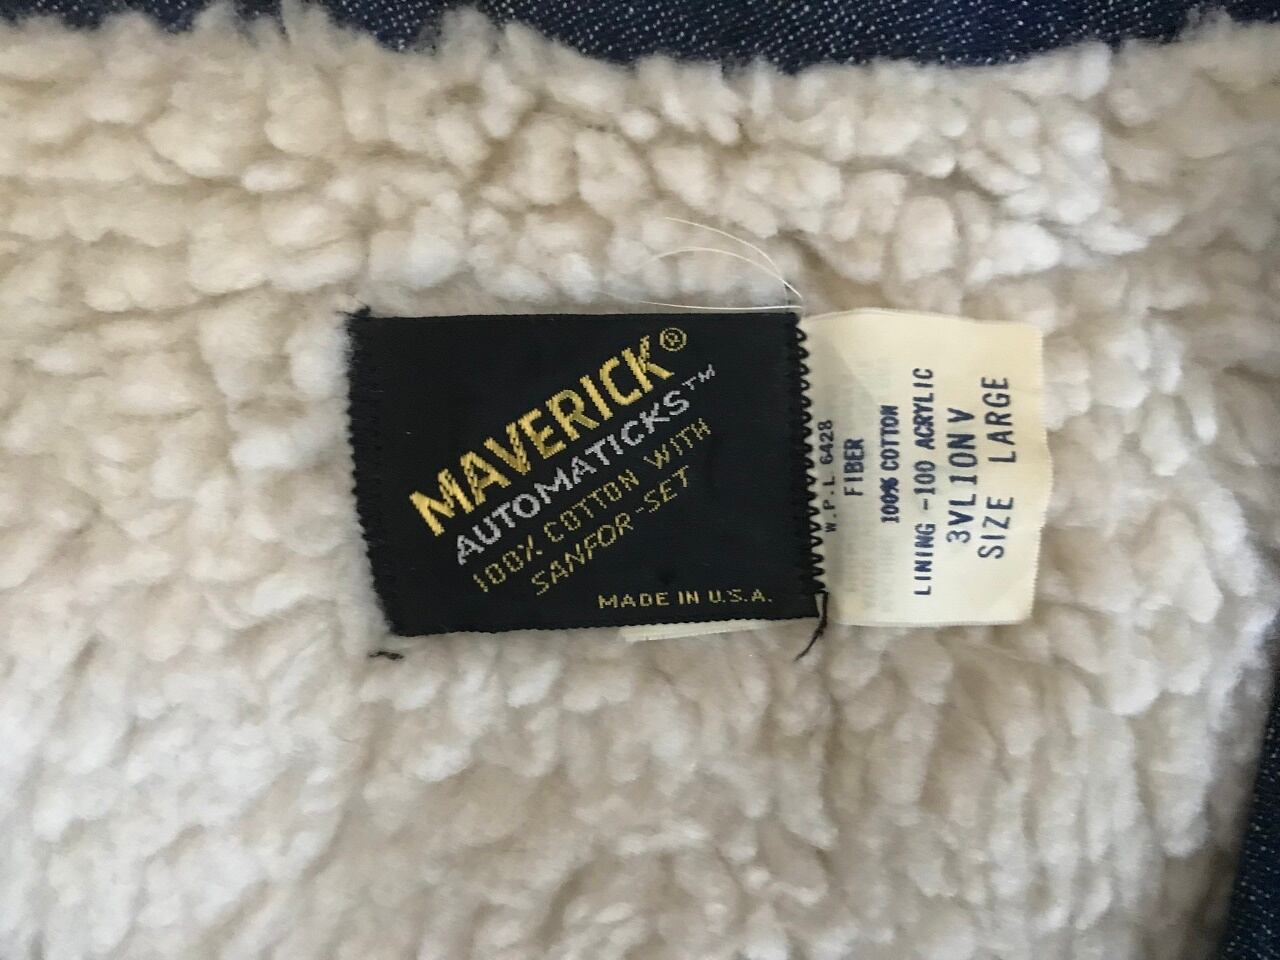 MAVERICK®
AUTOMATICKS™
100% COTTON WITH
SANFOR-SET
MADE IN U.S.A.
W.P.L. 6428
FIBER
100% COTTON
LINING -100 ACRYLIC
3VL10NV
SIZE LARGE